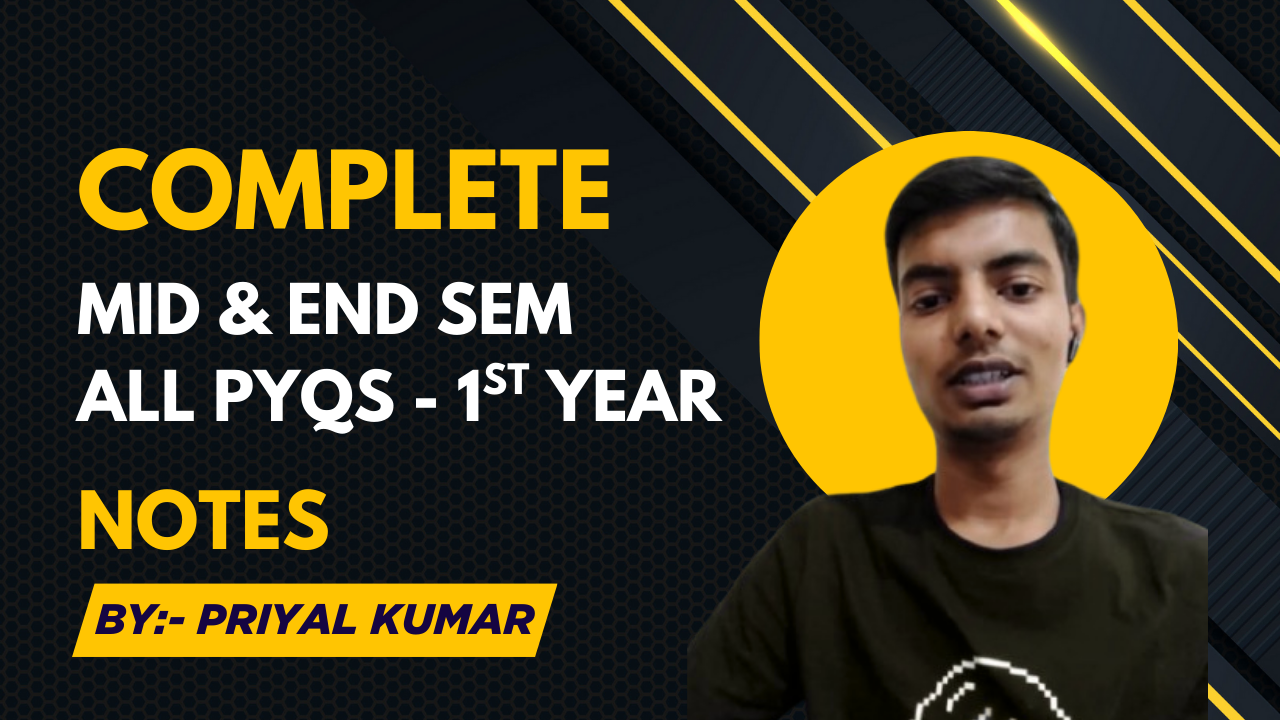 COMPLETE
MID & END SEM
ALL PYQS - 1ST YEAR
NOTES
BY:- PRIYAL KUMAR